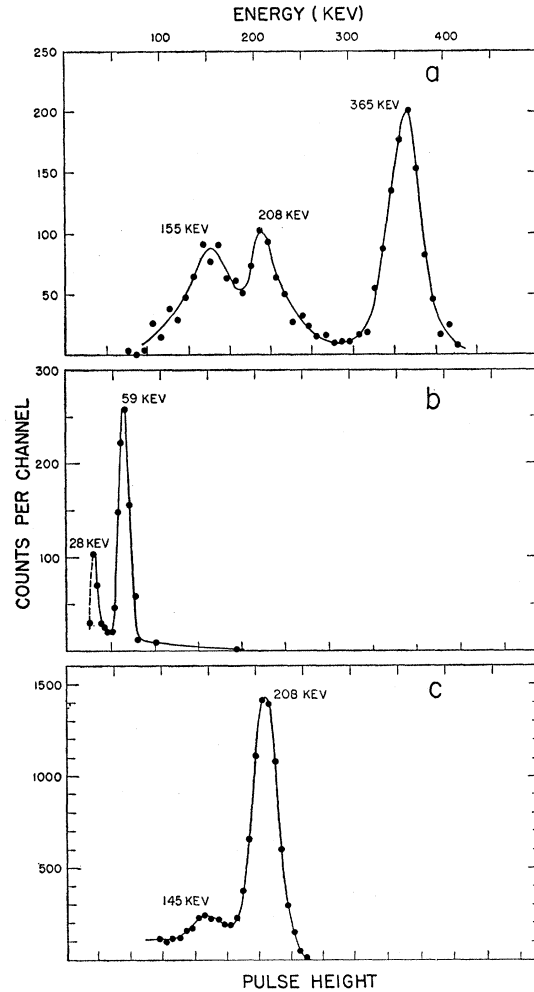 ENERGY (KEV)
100 200 300 400
250
a
200
365 KEV
150
155 KEV
208 KEV
100
50
300
59 KEV
b
200
28 KEV
100
COUNTS PER CHANNEL
1500
208 KEV
c
1000
500
145 KEV
PULSE HEIGHT